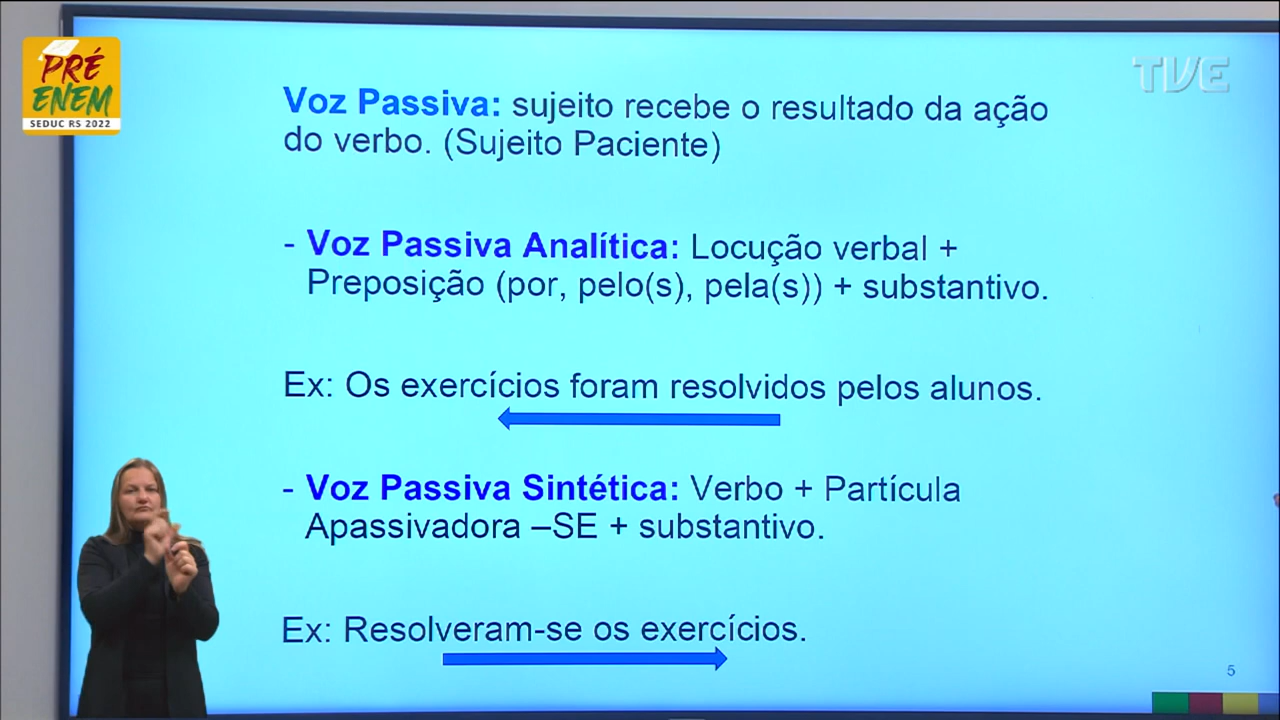 PRÉ
ENEM
SEDUC RS 2022
TVE
Voz Passiva: sujeito recebe o resultado da ação
do verbo. (Sujeito Paciente)
- Voz Passiva Analítica: Locução verbal +
Preposição (por, pelo(s), pela(s)) + substantivo.
Ex: Os exercícios foram resolvidos pelos alunos.
- Voz Passiva Sintética: Verbo + Partícula
Apassivadora –SE + substantivo.
Ex: Resolveram-se os exercícios.
5